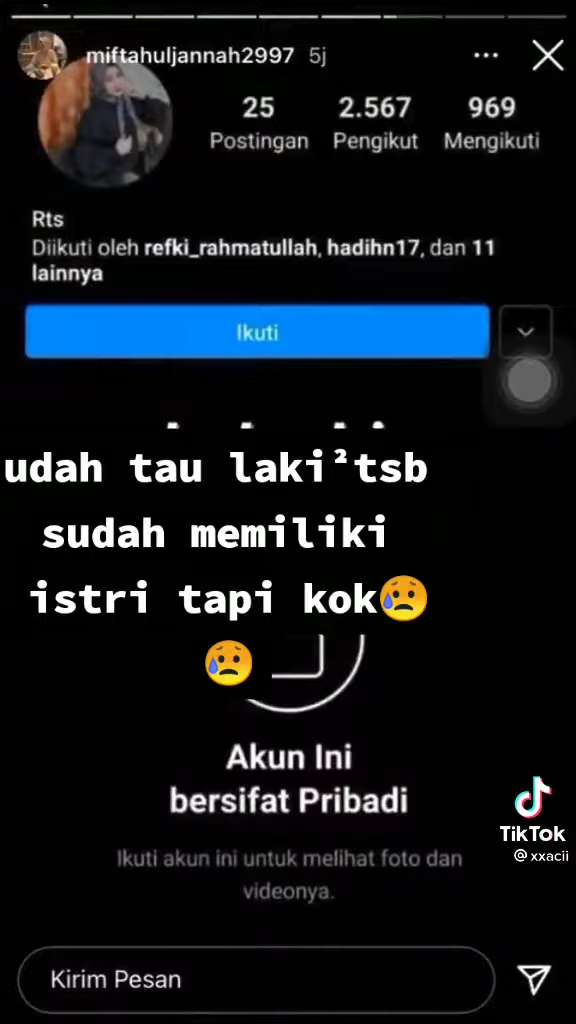 miftahuljannah2997 5j
25 2.567 969
Postingan Pengikut Mengikuti
Rts
Diikuti oleh refki_rahmatullah, hadihn17, dan 11
lainnya
Ikuti
udah tau laki²tsb
sudah memiliki
istri tapi kok😥
😥
Akun Ini
bersifat Pribadi
Ikuti akun ini untuk melihat foto dan
videonya.
TikTok
@xxacii
Kirim Pesan